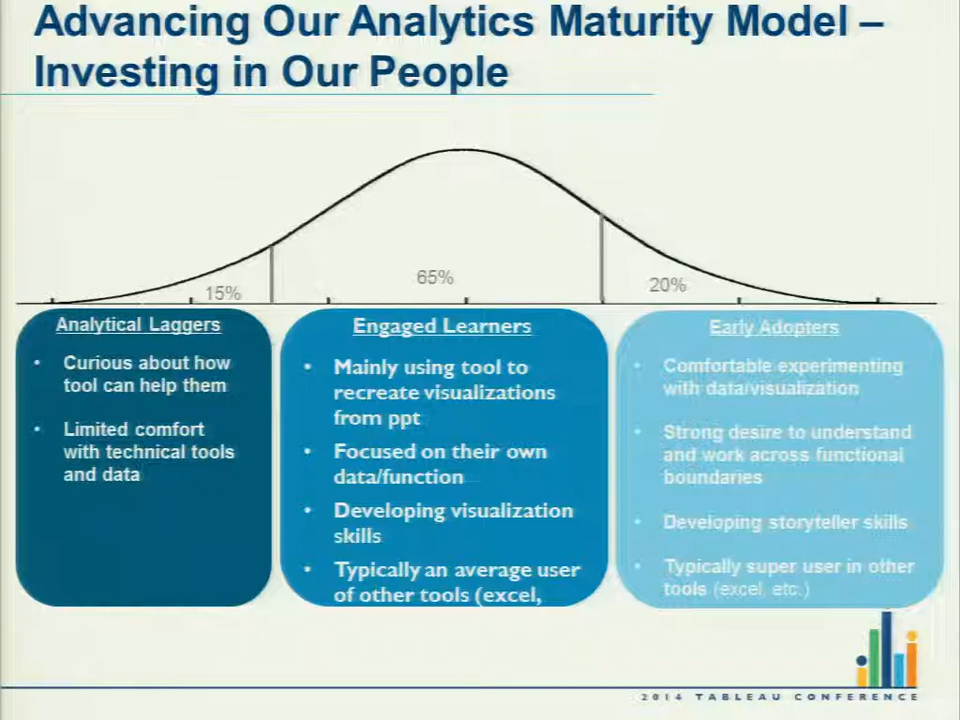 Advancing Our Analytics Maturity Model –
Investing in Our People
15%
65%
20%
Analytical Laggers
• Curious about how
tool can help them
• Limited comfort
with technical tools
and data
Engaged Learners
• Mainly using tool to
recreate visualizations
from ppt
• Focused on their own
data/function
• Developing visualization
skills
• Typically an average user
of other tools (excel,
Early Adopters
• Comfortable experimenting
with data/visualization
• Strong desire to understand
and work across functional
boundaries
• Developing storyteller skills
• Typically super user in other
tools (excel, etc.)
2014 TABLEAU CONFERENCE